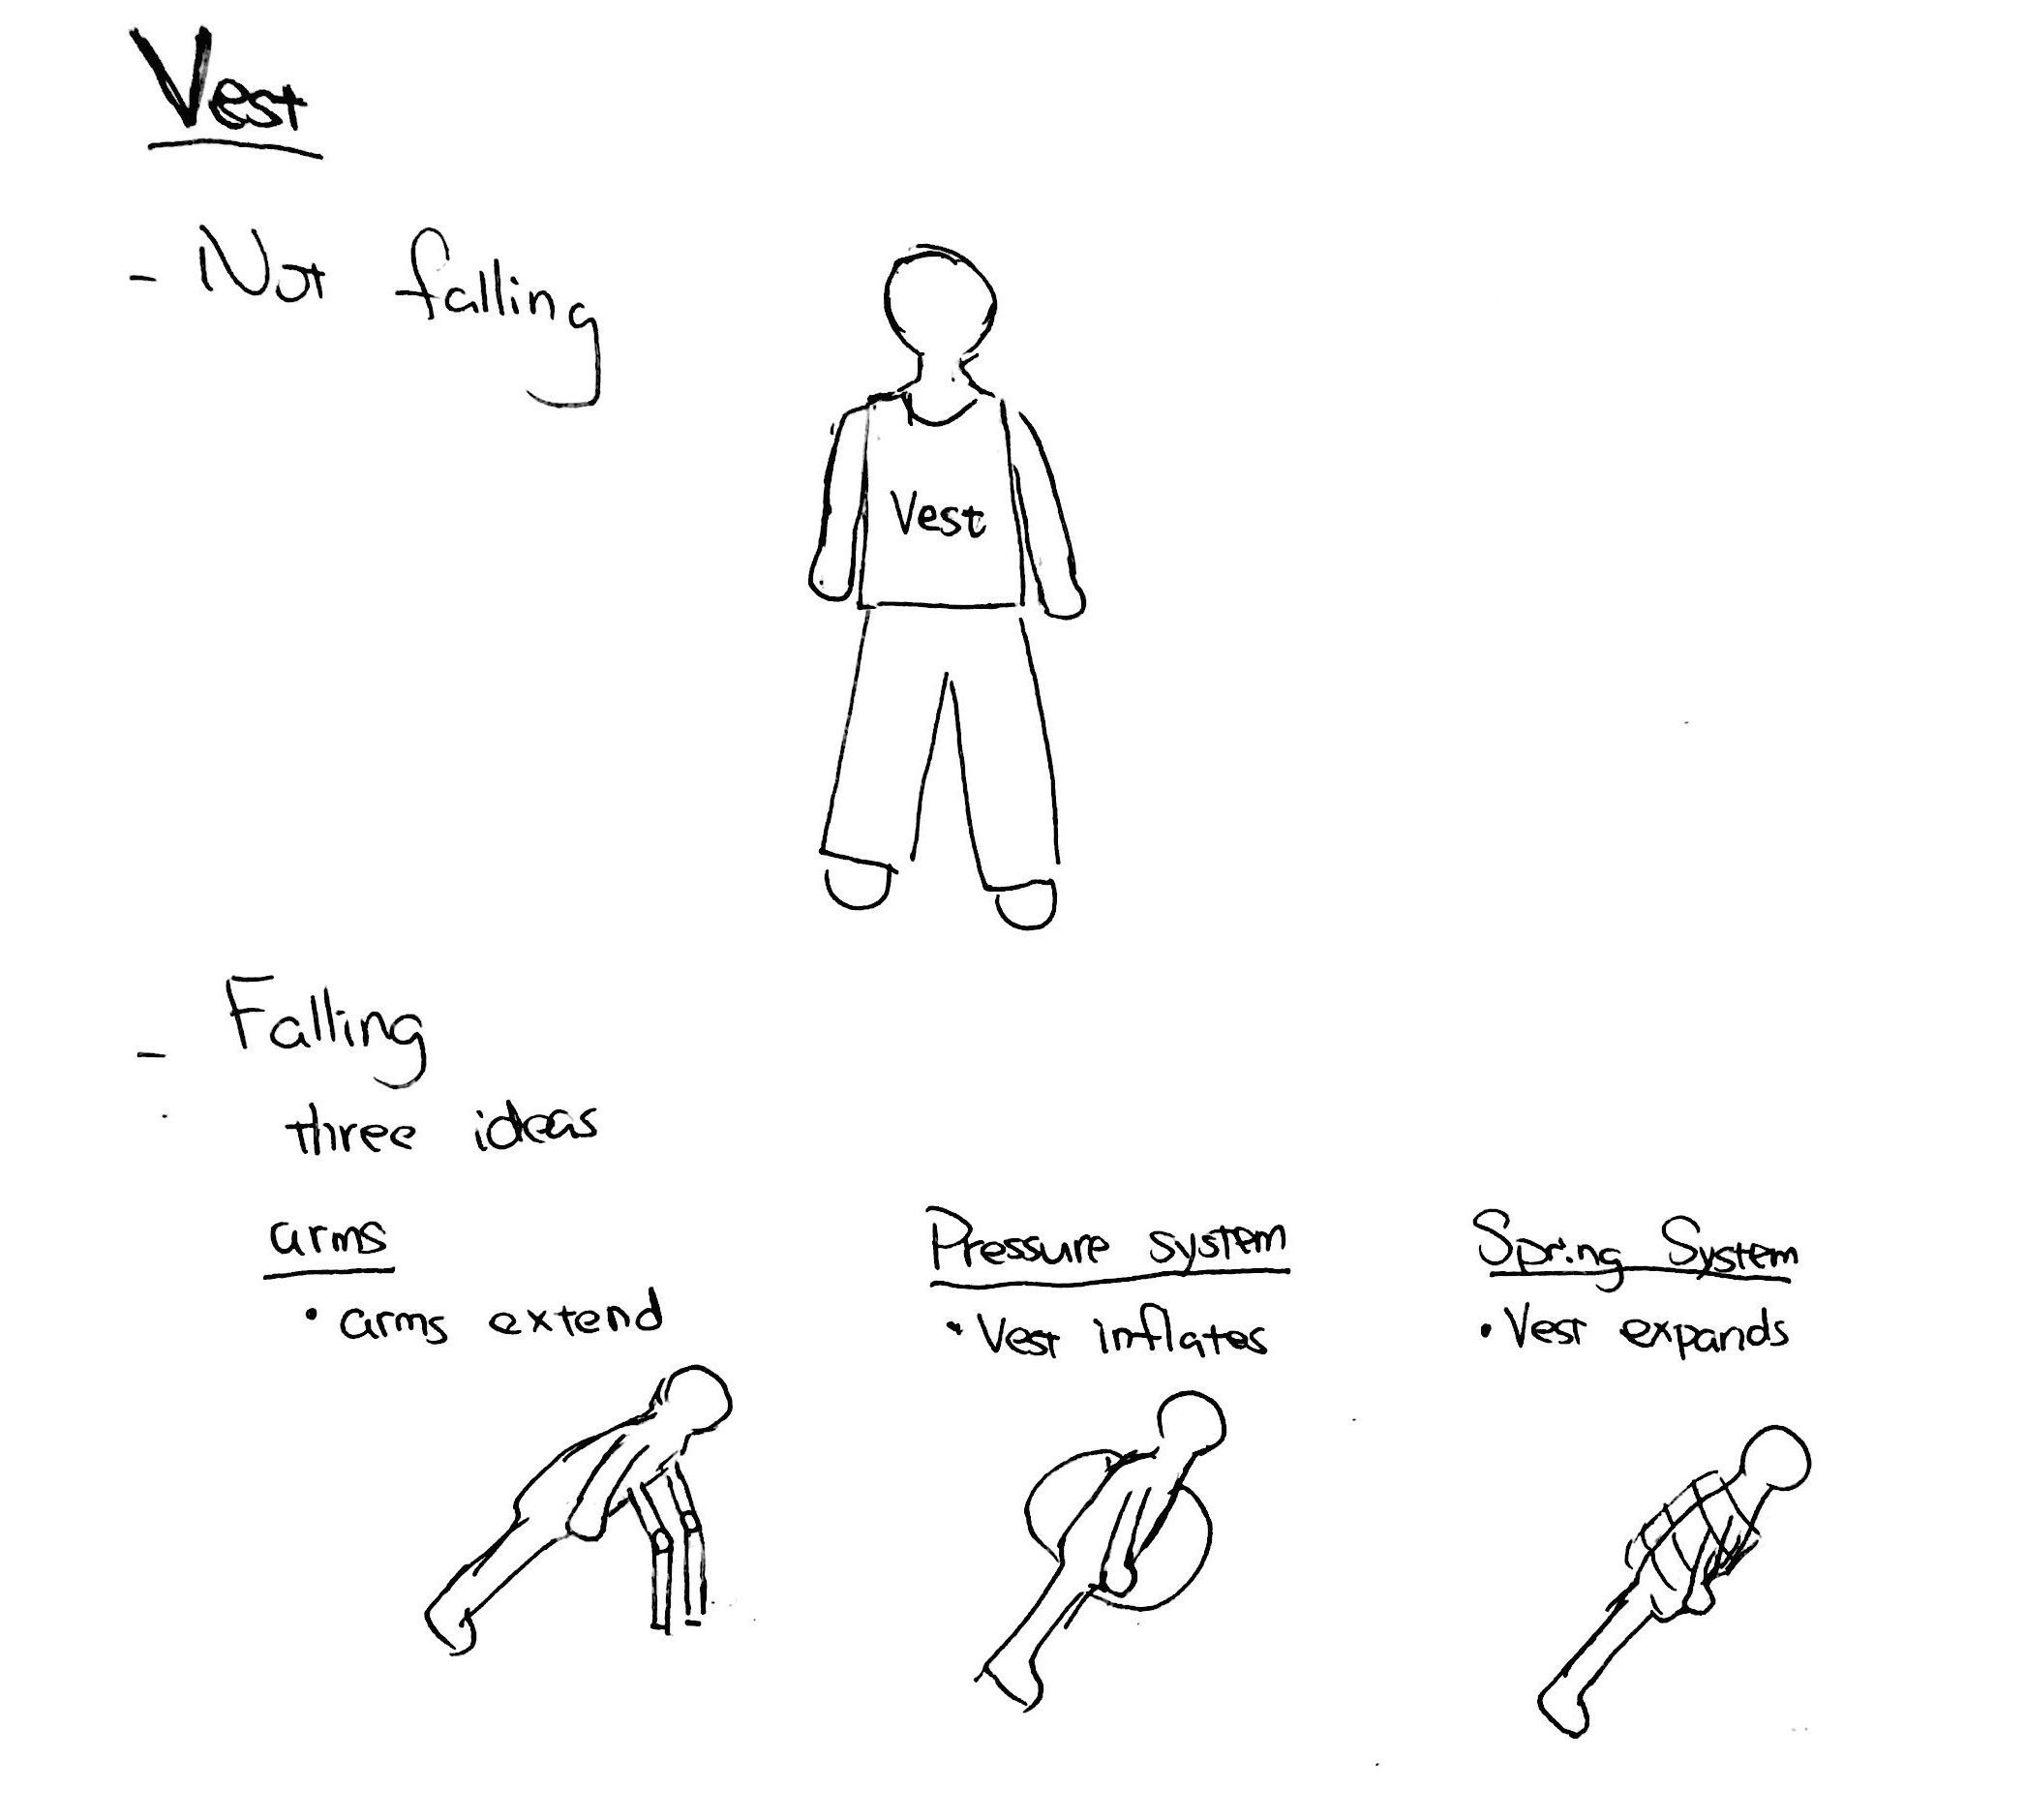 Vest
- Not falling
Vest
- Falling
three ideas
arms
• arms extend
Pressure system
• Vest inflates
Spring System
• Vest expands